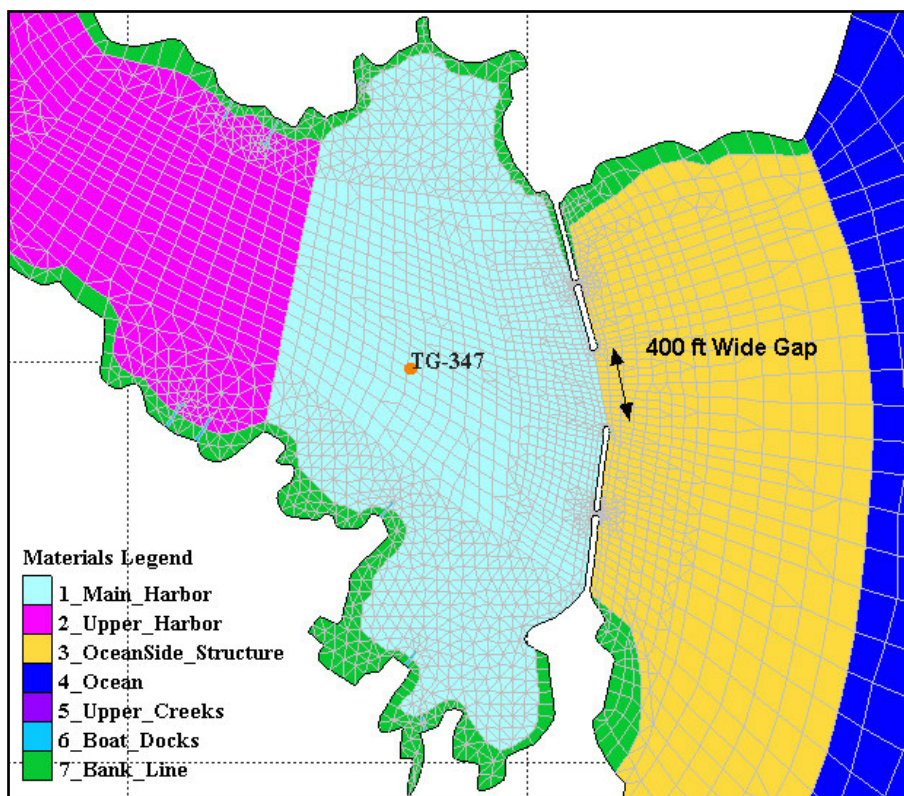 400 ft Wide Gap
TG-347
Materials Legend
1_Main_Harbor
2_Upper_Harbor
3_OceanSide_Structure
4_Ocean
5_Upper_Creeks
6_Boat_Docks
7_Bank_Line